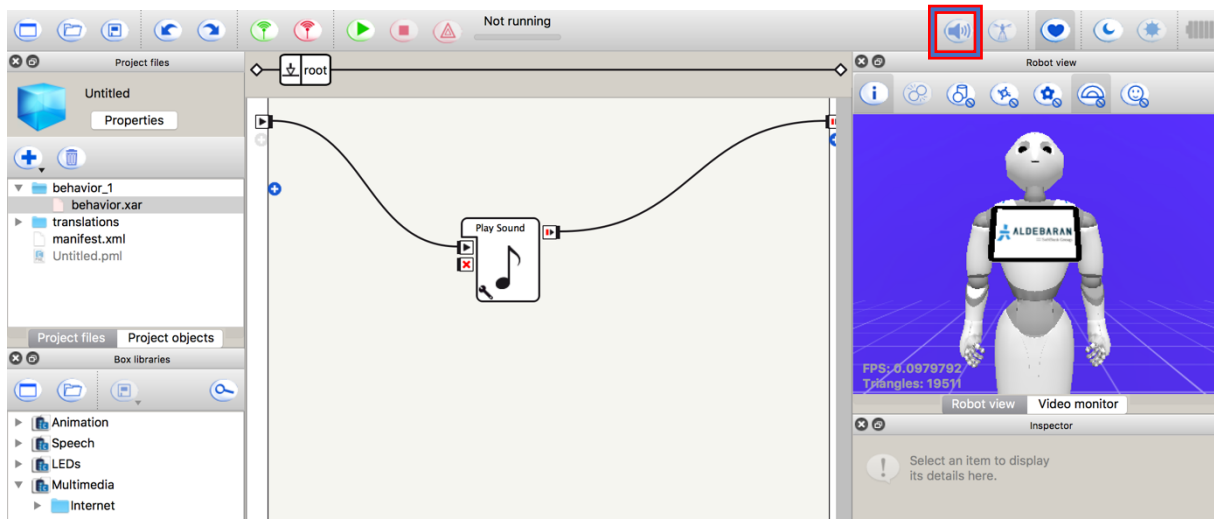 Not running
Project files
root
Robot view
Untitled
Properties
behavior_1
behavior.xar
translations
manifest.xml
Untitled.pml
Play Sound
ALDEBARAN
Project files
Project objects
Box libraries
FPS: 0.0979792
Triangles: 19511
Robot view
Video monitor
Inspector
Animation
Speech
LEDs
Multimedia
Internet
Select an item to display
its details here.